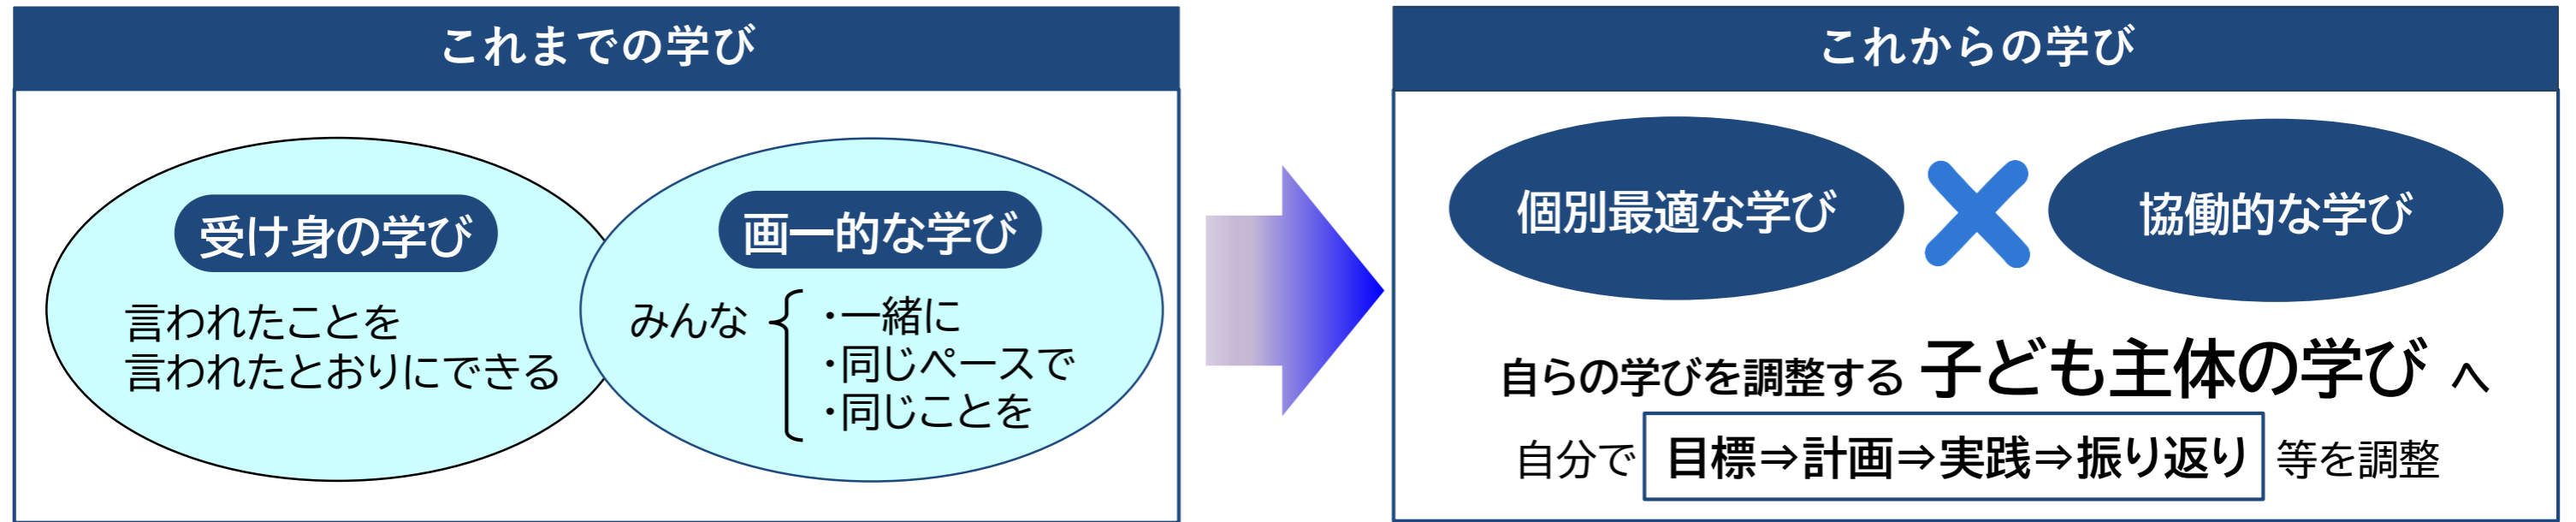 これまでの学び
受け身の学び
言われたことを
言われたとおりにできる
画一的な学び
みんな
・一緒に
・同じペースで
・同じことを
これからの学び
個別最適な学び
協働的な学び
自らの学びを調整する 子ども主体の学び へ
自分で 目標⇒計画⇒実践⇒振り返り 等を調整